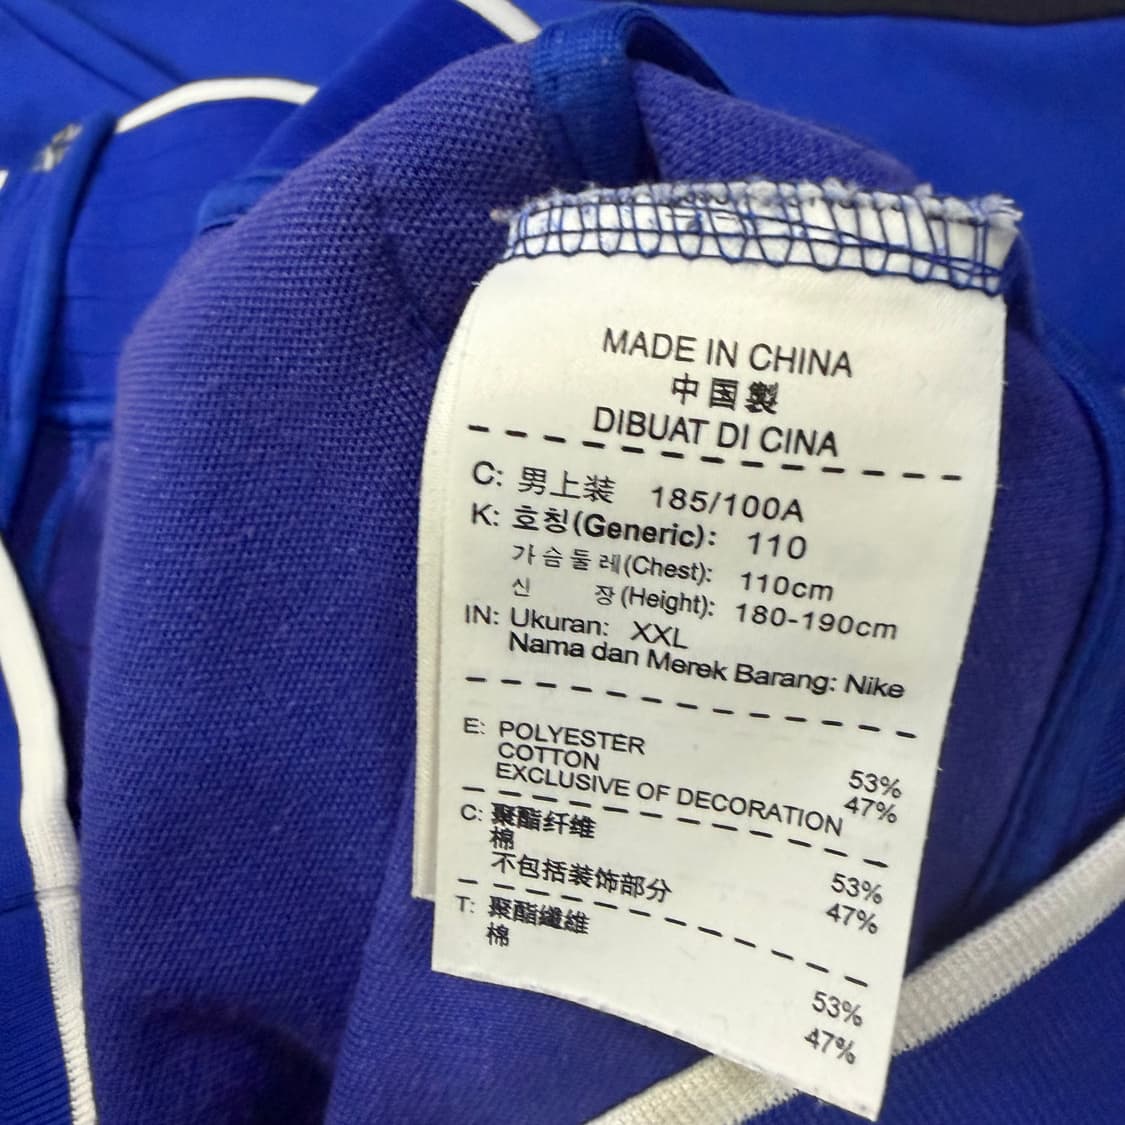 MADE IN CHINA
中国製
DIBUAT DI CINA
C: 男上装 185/100A
K: 호칭(Generic): 110
가슴둘레(Chest): 110cm
신 장(Height): 180-190cm
IN: Ukuran: XXL
Nama dan Merek Barang: Nike
E: POLYESTER 53%
COTTON 47%
EXCLUSIVE OF DECORATION
C: 聚酯纤维 53%
棉 47%
不包括装饰部分
T: 聚酯纖維 53%
棉 47%